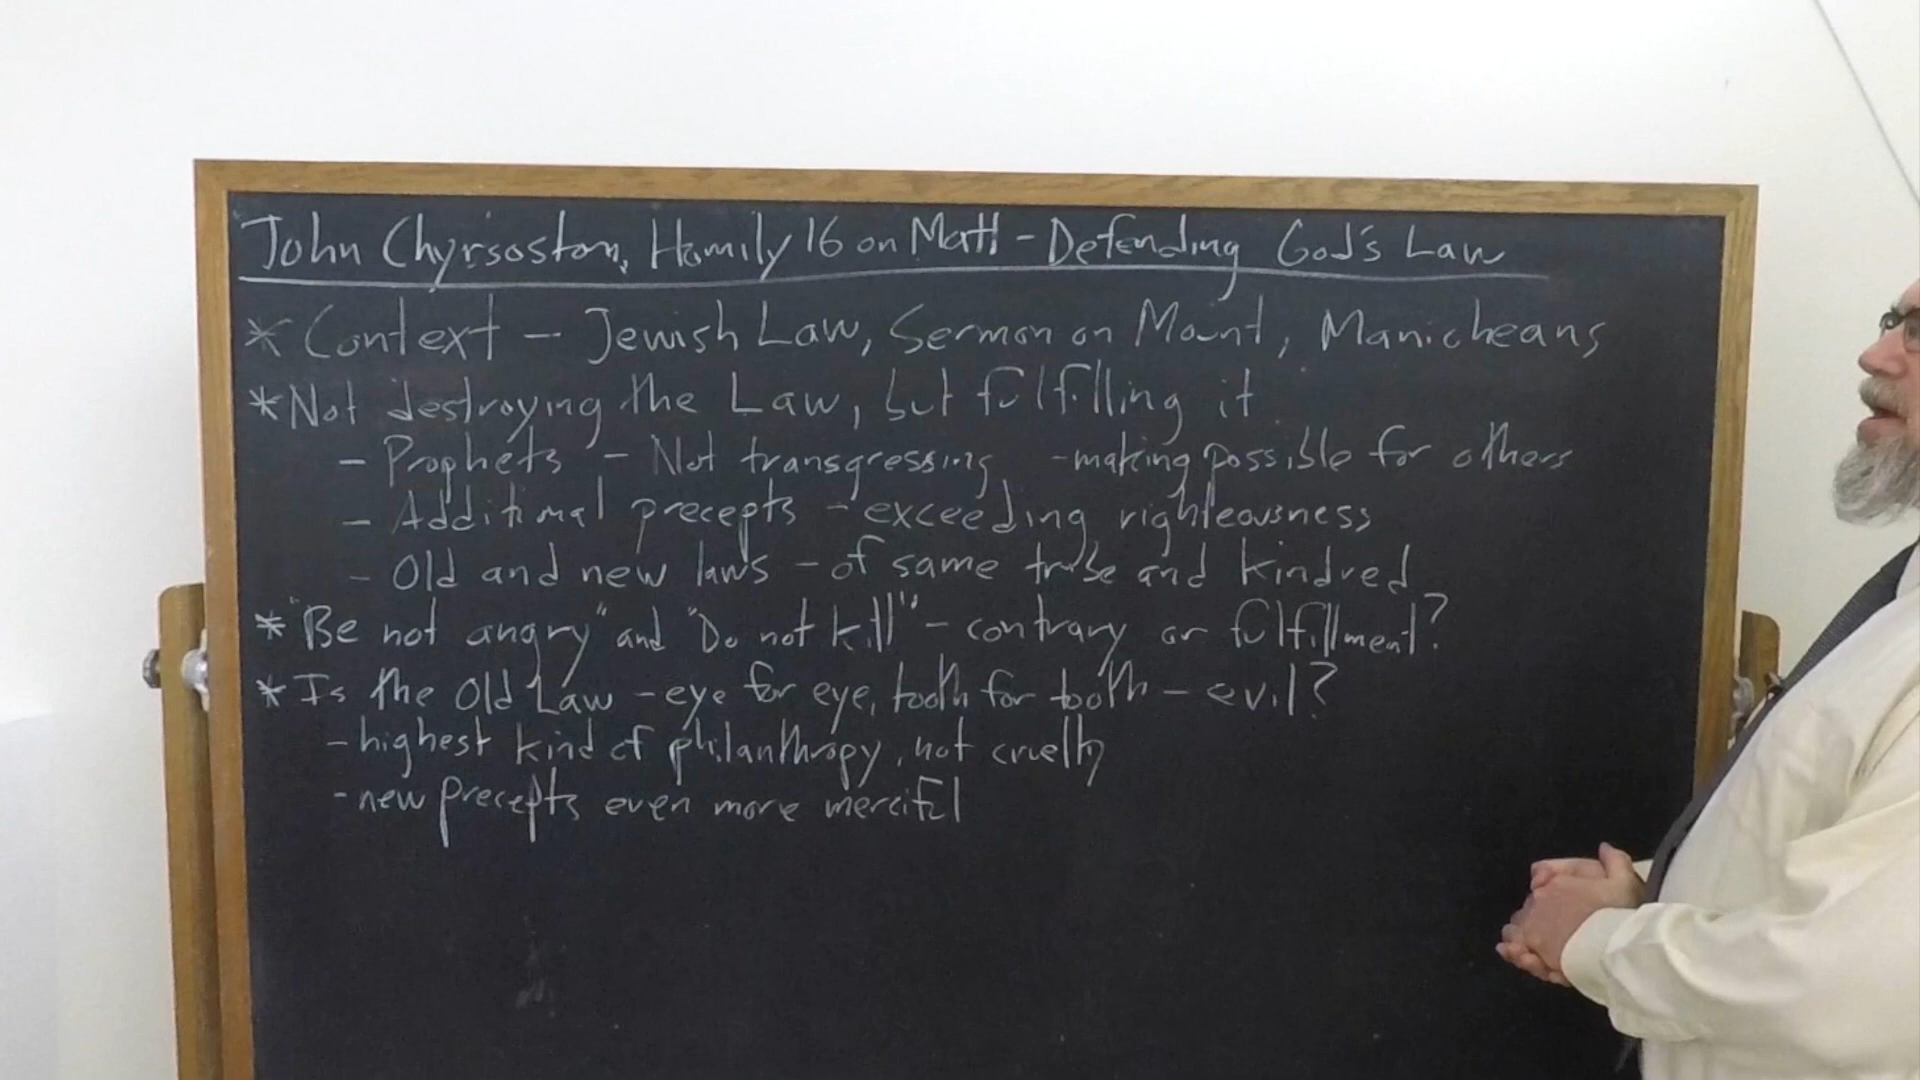 John Chyrsostom, Homily 16 on Matt - Defending God's Law
* Context - Jewish Law, Sermon on Mount, Manicheans
* Not destroying the Law, but fulfilling it
- Prophets - Not transgressing - making possible for others
- Additional precepts - exceeding righteousness
- Old and new laws - of same tribe and kindred
* "Be not angry" and "Do not kill" - contrary or fulfillment?
* Is the Old Law - eye for eye, tooth for tooth - evil?
- highest kind of philanthropy, not cruelty
- new precepts even more merciful